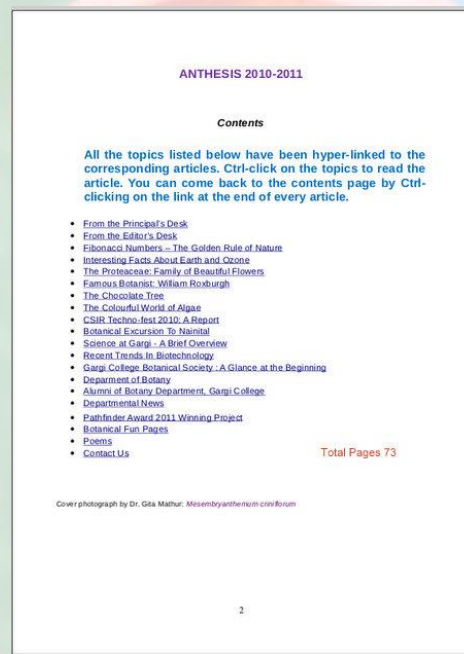 ANTHESIS 2010-2011
Contents
All the topics listed below have been hyper-linked to the
corresponding articles. Ctrl-click on the topics to read the
article. You can come back to the contents page by Ctrl-
clicking on the link at the end of every article.
From the Principal's Desk
From the Editor's Desk
Fibonacci Numbers – The Golden Rule of Nature
Interesting Facts About Earth and Ozone
The Proteaceae: Family of Beautiful Flowers
Famous Botanist: William Roxburgh
The Chocolate Tree
The Colourful World of Algae
CSIR Techno-fest 2010: A Report
Botanical Excursion To Nainital
Science at Gargi - A Brief Overview
Recent Trends In Biotechnology
Gargi College Botanical Society : A Glance at the Beginning
Deparment of Botany
Alumni of Botany Department, Gargi College
Departmental News
Pathfinder Award 2011 Winning Project
Botanical Fun Pages
Poems
Contact Us
Total Pages 73
Cover photograph by Dr. Gita Mathur: Mesembryanthemum criniflorum
2